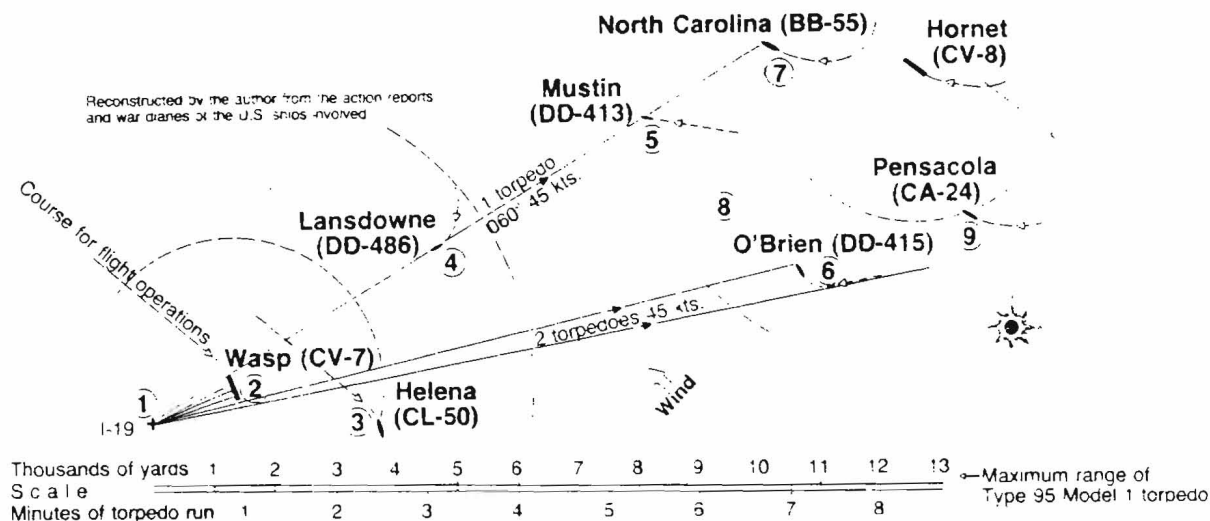 North Carolina (BB-55)
Hornet
(CV-8)
7
Mustin
(DD-413)
5
Reconstructed by the author from the action reports
and war diaries of the U.S. ships involved
Pensacola
(CA-24)
9
1 torpedo
060° 45 kts.
Course for flight operations
Lansdowne
(DD-486)
4
8
O'Brien (DD-415)
6
2 torpedoes 45 kts.
Wasp (CV-7)
2
Helena
(CL-50)
3
Wind
1
I-19
Thousands of yards 1 2 3 4 5 6 7 8 9 10 11 12 13
Scale
Minutes of torpedo run 1 2 3 4 5 6 7 8
Maximum range of
Type 95 Model 1 torpedo